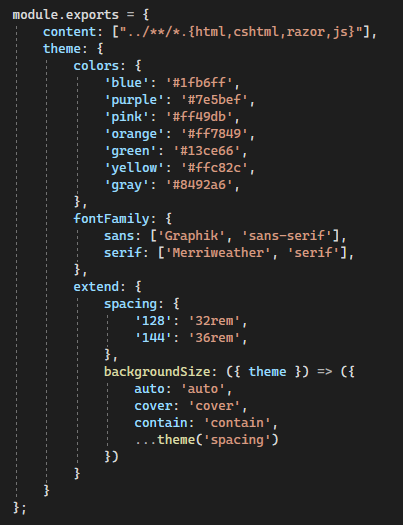 module.exports = {
    content: ["../**/*.{html,cshtml,razor,js}"],
    theme: {
        colors: {
            'blue': '#1fb6ff',
            'purple': '#7e5bef',
            'pink': '#ff49db',
            'orange': '#ff7849',
            'green': '#13ce66',
            'yellow': '#ffc82c',
            'gray': '#8492a6',
        },
        fontFamily: {
            sans: ['Graphik', 'sans-serif'],
            serif: ['Merriweather', 'serif'],
        },
        extend: {
            spacing: {
                '128': '32rem',
                '144': '36rem',
            },
            backgroundSize: ({ theme }) => ({
                auto: 'auto',
                cover: 'cover',
                contain: 'contain',
                ...theme('spacing')
            })
        }
    }
};